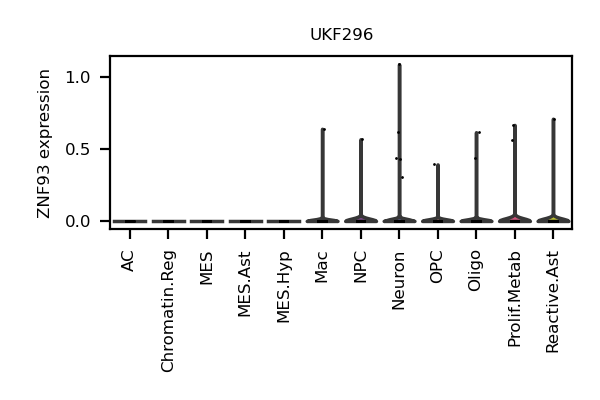 UKF296
ZNF93 expression
1.0
0.5
0.0
AC
Chromatin.Reg
MES
MES.Ast
MES.Hyp
Mac
NPC
Neuron
OPC
Oligo
Prolif.Metab
Reactive.Ast